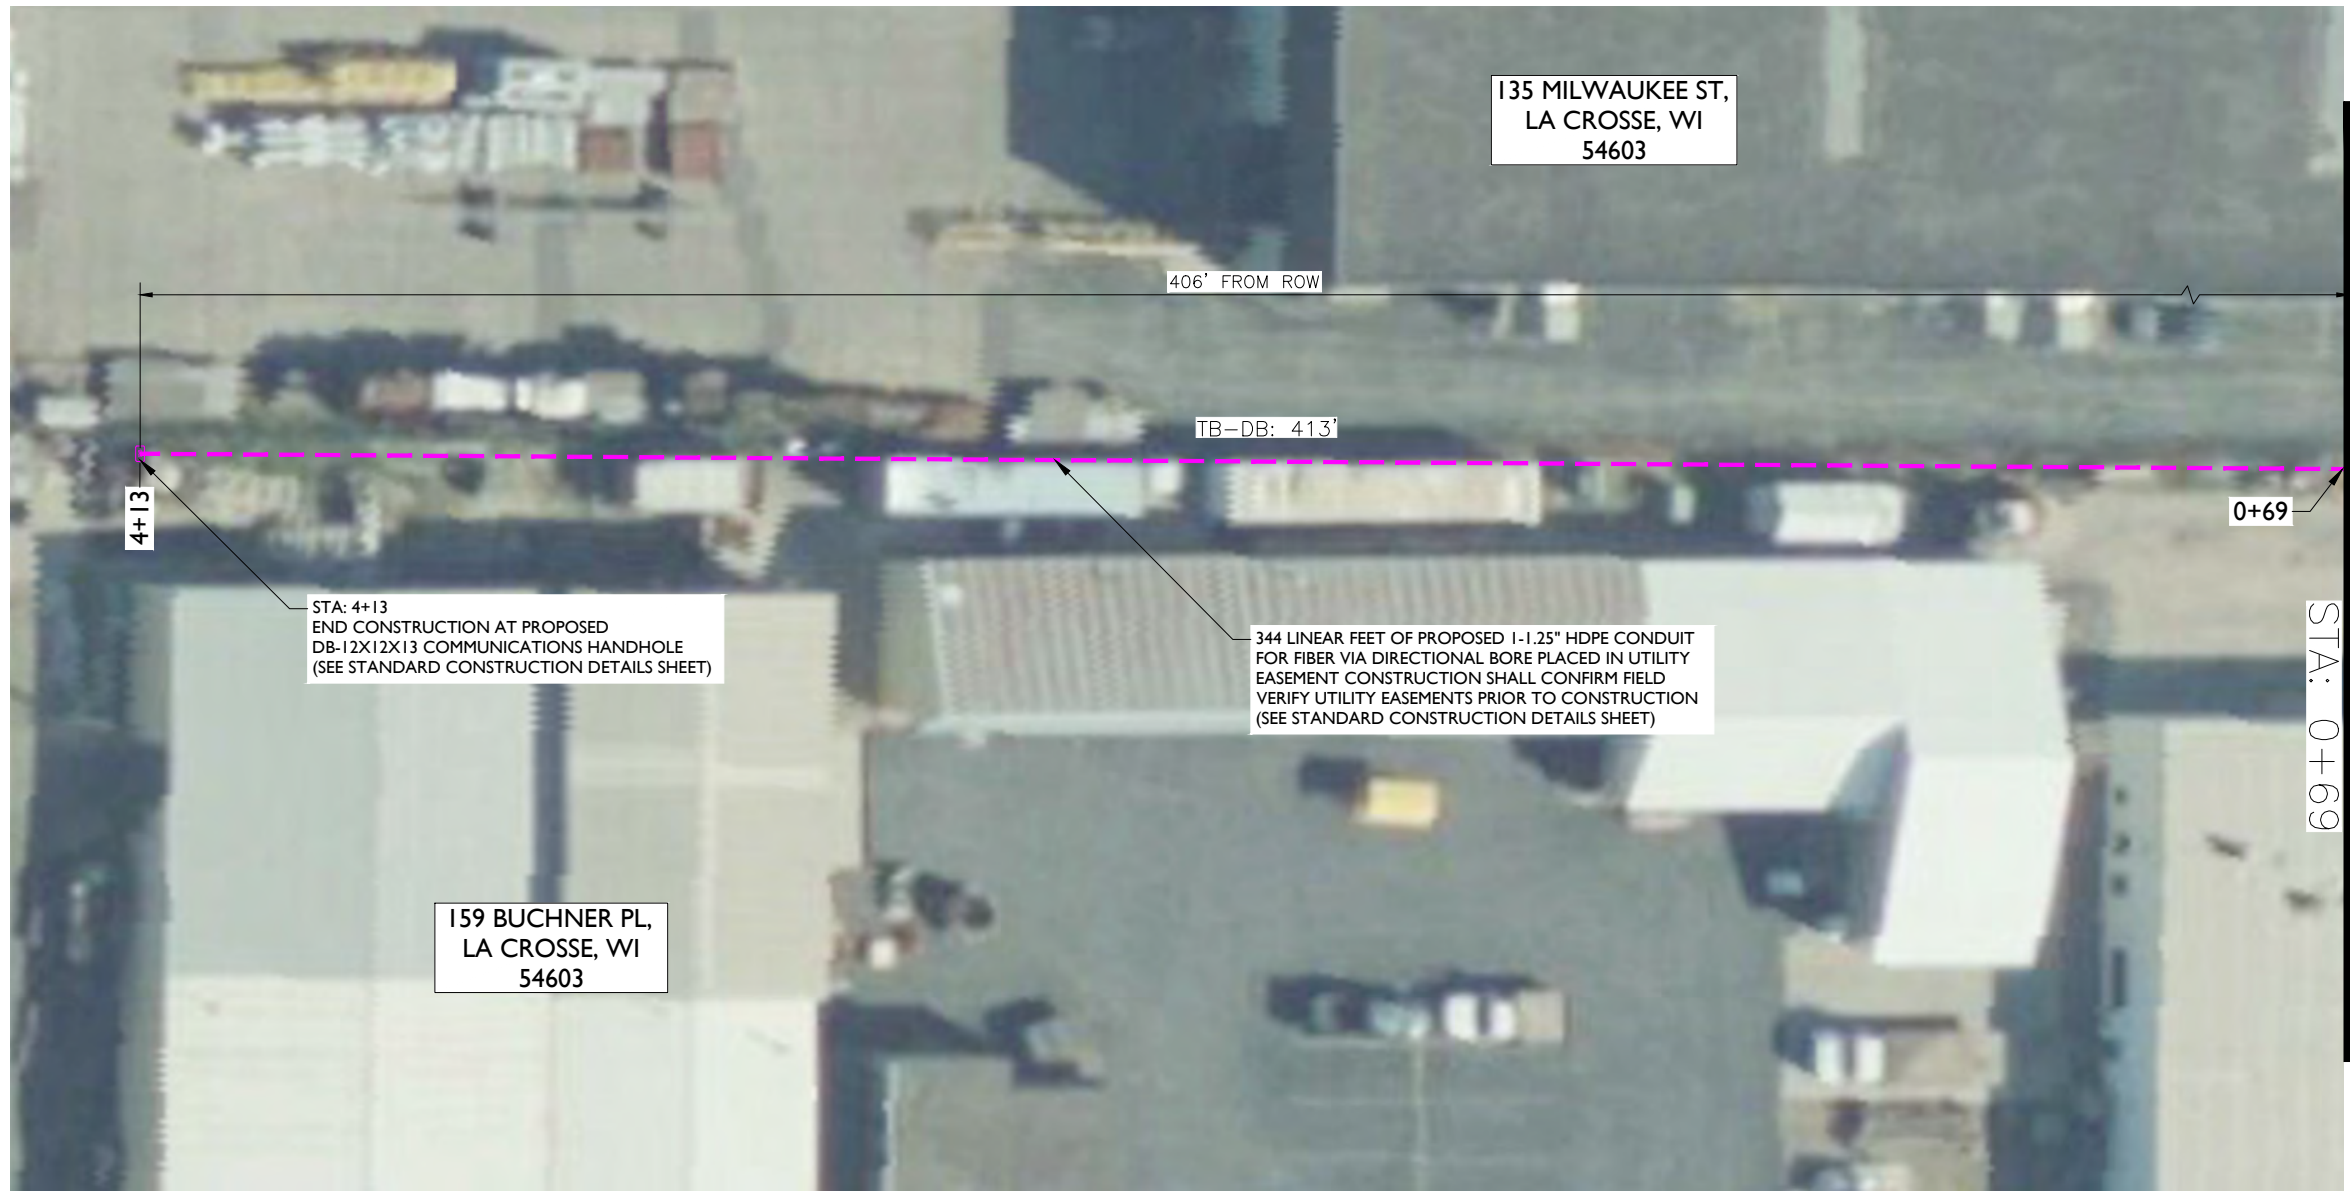 135 MILWAUKEE ST,
LA CROSSE, WI
54603
406' FROM ROW
TB-DB: 413'
4+13
0+69
STA: 4+13
END CONSTRUCTION AT PROPOSED
DB-12X12X13 COMMUNICATIONS HANDHOLE
(SEE STANDARD CONSTRUCTION DETAILS SHEET)
344 LINEAR FEET OF PROPOSED 1-1.25" HDPE CONDUIT
FOR FIBER VIA DIRECTIONAL BORE PLACED IN UTILITY
EASEMENT CONSTRUCTION SHALL CONFIRM FIELD
VERIFY UTILITY EASEMENTS PRIOR TO CONSTRUCTION
(SEE STANDARD CONSTRUCTION DETAILS SHEET)
STA: 0+69
159 BUCHNER PL,
LA CROSSE, WI
54603